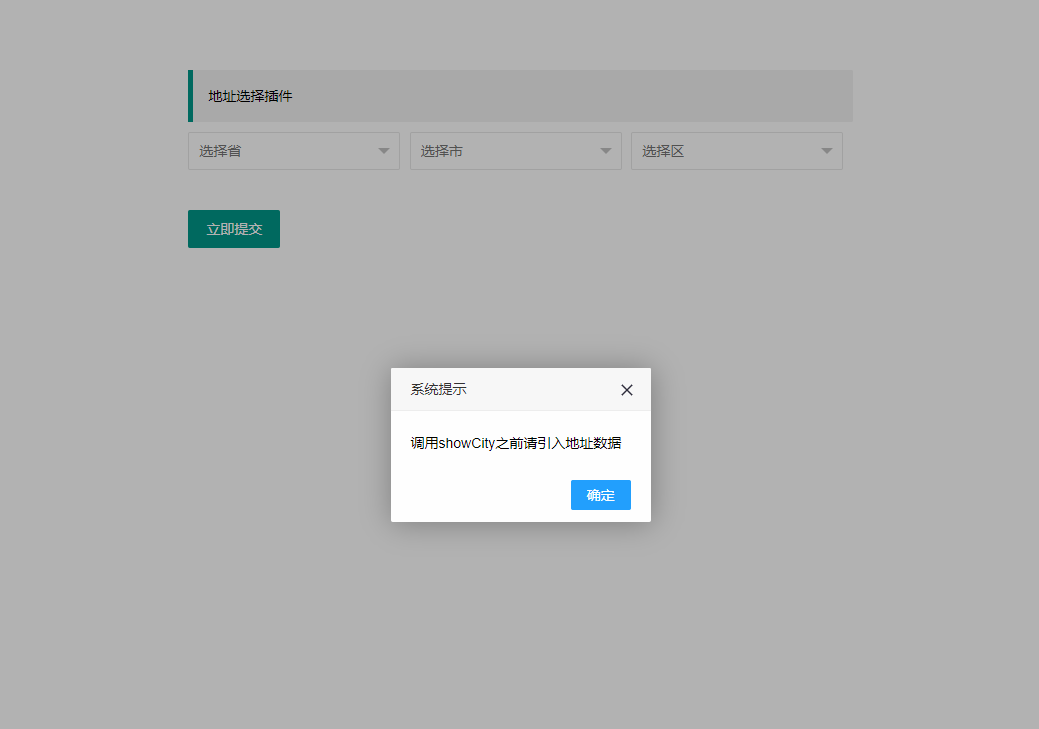 地址选择插件
选择省 选择市 选择区
立即提交
系统提示
调用showCity之前请引入地址数据
确定